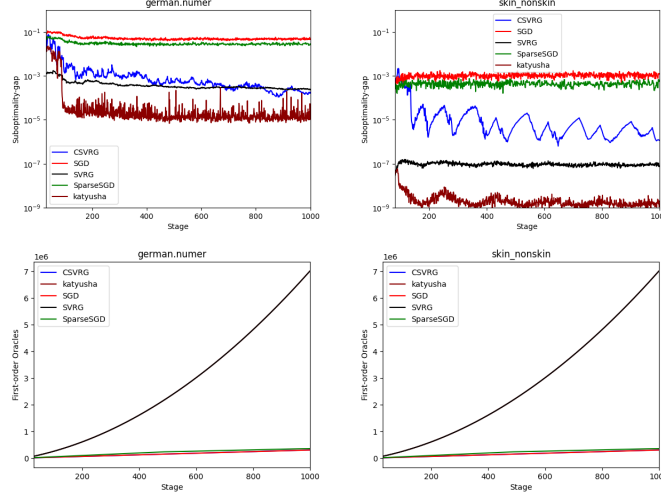 german.numer
10⁻¹
10⁻³
10⁻⁵
10⁻⁷
10⁻⁹
Suboptimality-gap
CSVRG
SGD
SVRG
SparseSGD
katyusha
200
400
600
800
1000
Stage
skin_nonskin
10⁻¹
10⁻³
10⁻⁵
10⁻⁷
10⁻⁹
Suboptimality-gap
CSVRG
SGD
SVRG
SparseSGD
katyusha
200
400
600
800
1000
Stage
1e6
german.numer
7
6
5
4
3
2
1
0
First-order Oracles
CSVRG
katyusha
SGD
SVRG
SparseSGD
200
400
600
800
1000
Stage
1e6
skin_nonskin
7
6
5
4
3
2
1
0
First-order Oracles
CSVRG
katyusha
SGD
SVRG
SparseSGD
200
400
600
800
1000
Stage